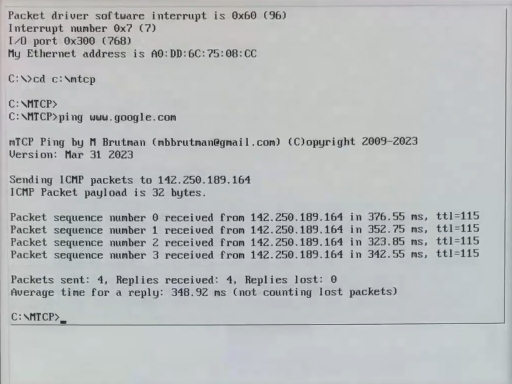 Packet driver software interrupt is 0x60 (96)
Interrupt number 0x7 (7)
I/O port 0x300 (768)
My Ethernet address is A0:DD:6C:75:08:CC
C:\>cd c:\mtcp
C:\MTCP>
C:\MTCP>ping www.google.com
mTCP Ping by M Brutman (mbbrutman@gmail.com) (C)opyright 2009-2023
Version: Mar 31 2023
Sending ICMP packets to 142.250.189.164
ICMP Packet payload is 32 bytes.
Packet sequence number 0 received from 142.250.189.164 in 376.55 ms, ttl=115
Packet sequence number 1 received from 142.250.189.164 in 352.75 ms, ttl=115
Packet sequence number 2 received from 142.250.189.164 in 323.85 ms, ttl=115
Packet sequence number 3 received from 142.250.189.164 in 342.55 ms, ttl=115
Packets sent: 4, Replies received: 4, Replies lost: 0
Average time for a reply: 348.92 ms (not counting lost packets)
C:\MTCP>_